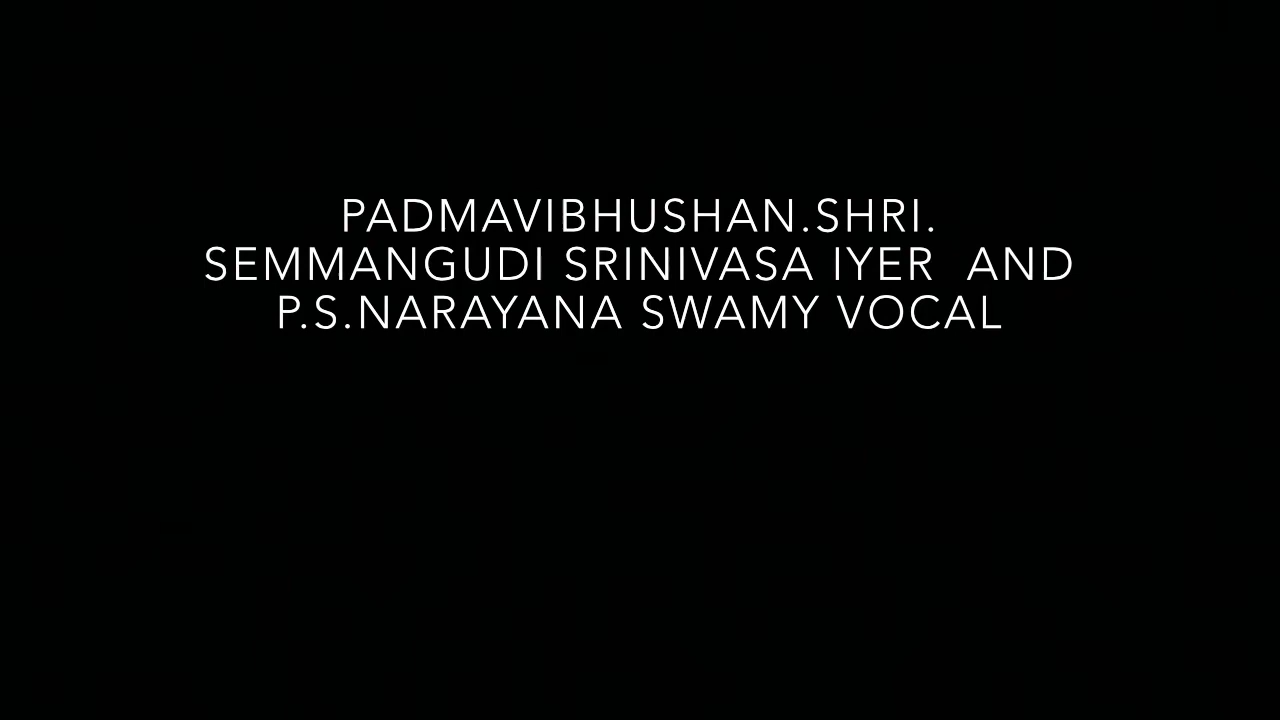 PADMAVIBHUSHAN.SHRI.
SEMMANGUDI SRINIVASA IYER  AND
P.S.NARAYANA SWAMY VOCAL